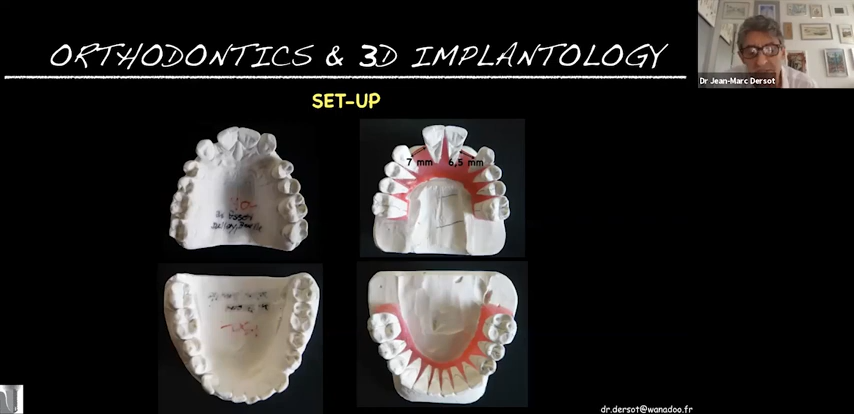 ORTHODONTICS & 3D IMPLANTOLOGY
Dr Jean-Marc Dersot
SET-UP
7 mm 6,5 mm
dr.dersot@wanadoo.fr